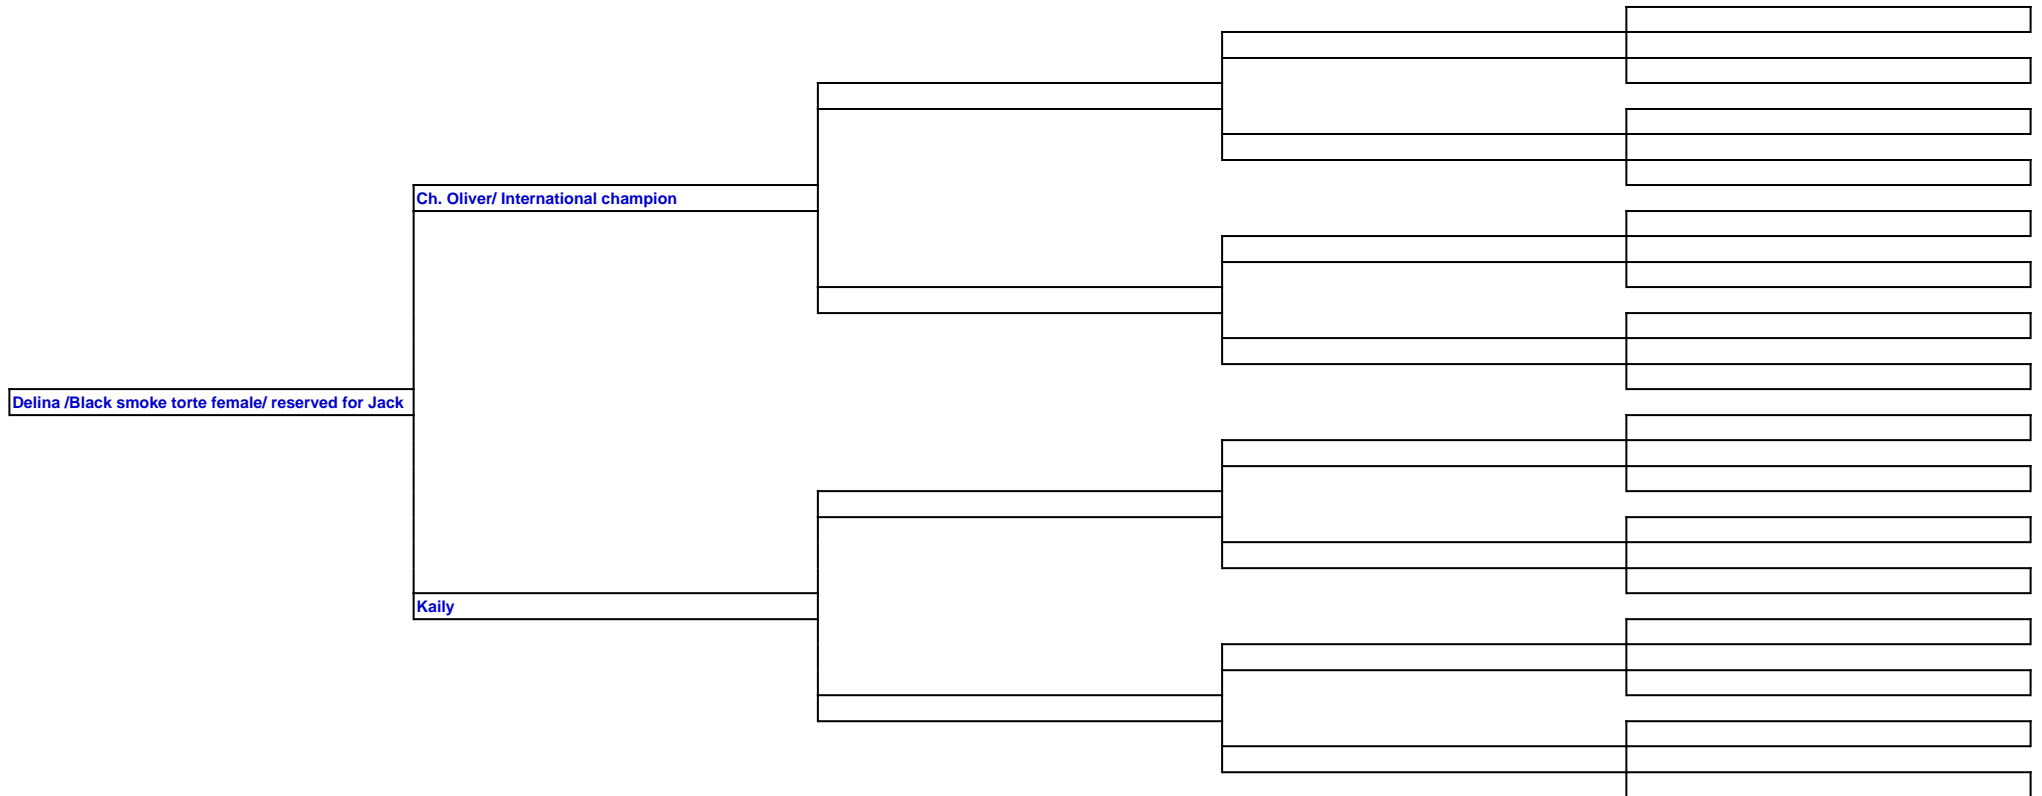 Ch. Oliver/ International champion
Delina /Black smoke torte female/ reserved for Jack
Kaily